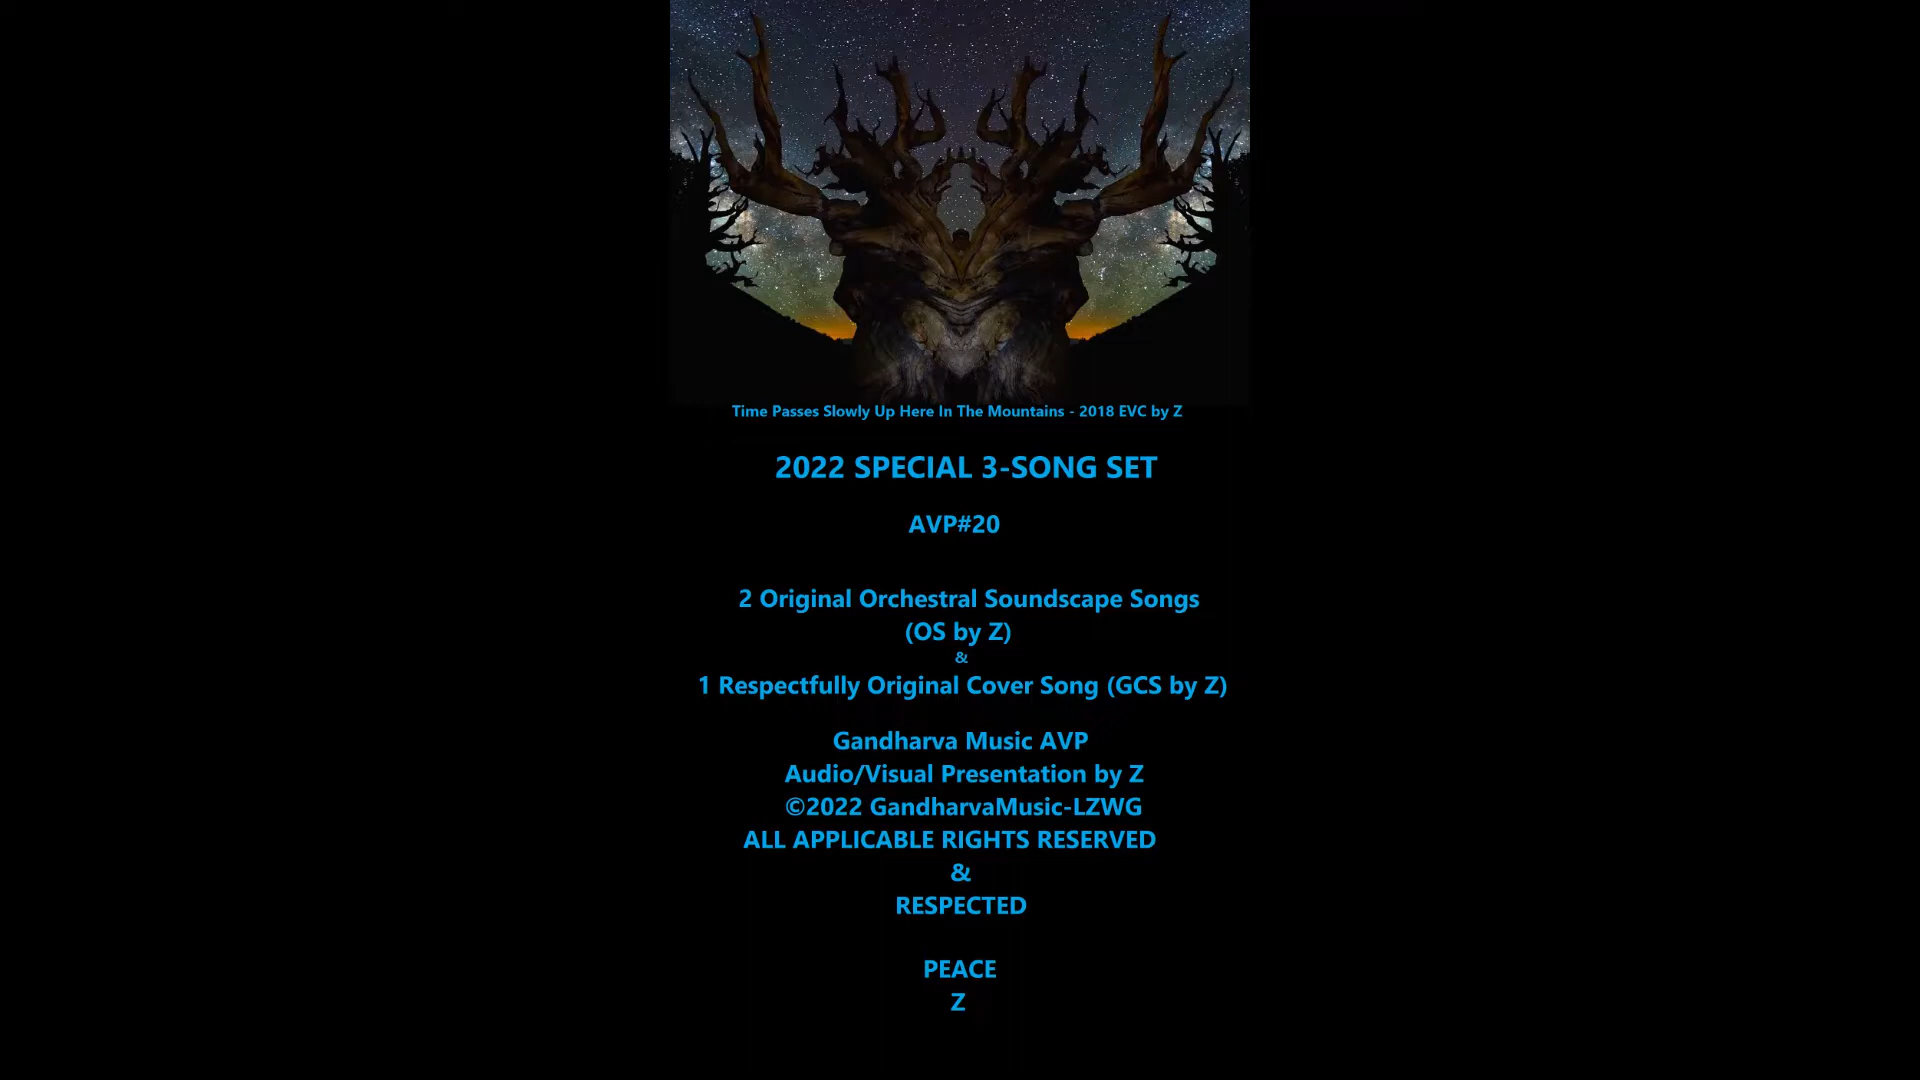 Time Passes Slowly Up Here In The Mountains - 2018 EVC by Z
2022 SPECIAL 3-SONG SET
AVP#20
2 Original Orchestral Soundscape Songs
(OS by Z)
&
1 Respectfully Original Cover Song (GCS by Z)
Gandharva Music AVP
Audio/Visual Presentation by Z
©2022 GandharvaMusic-LZWG
ALL APPLICABLE RIGHTS RESERVED
&
RESPECTED
PEACE
Z